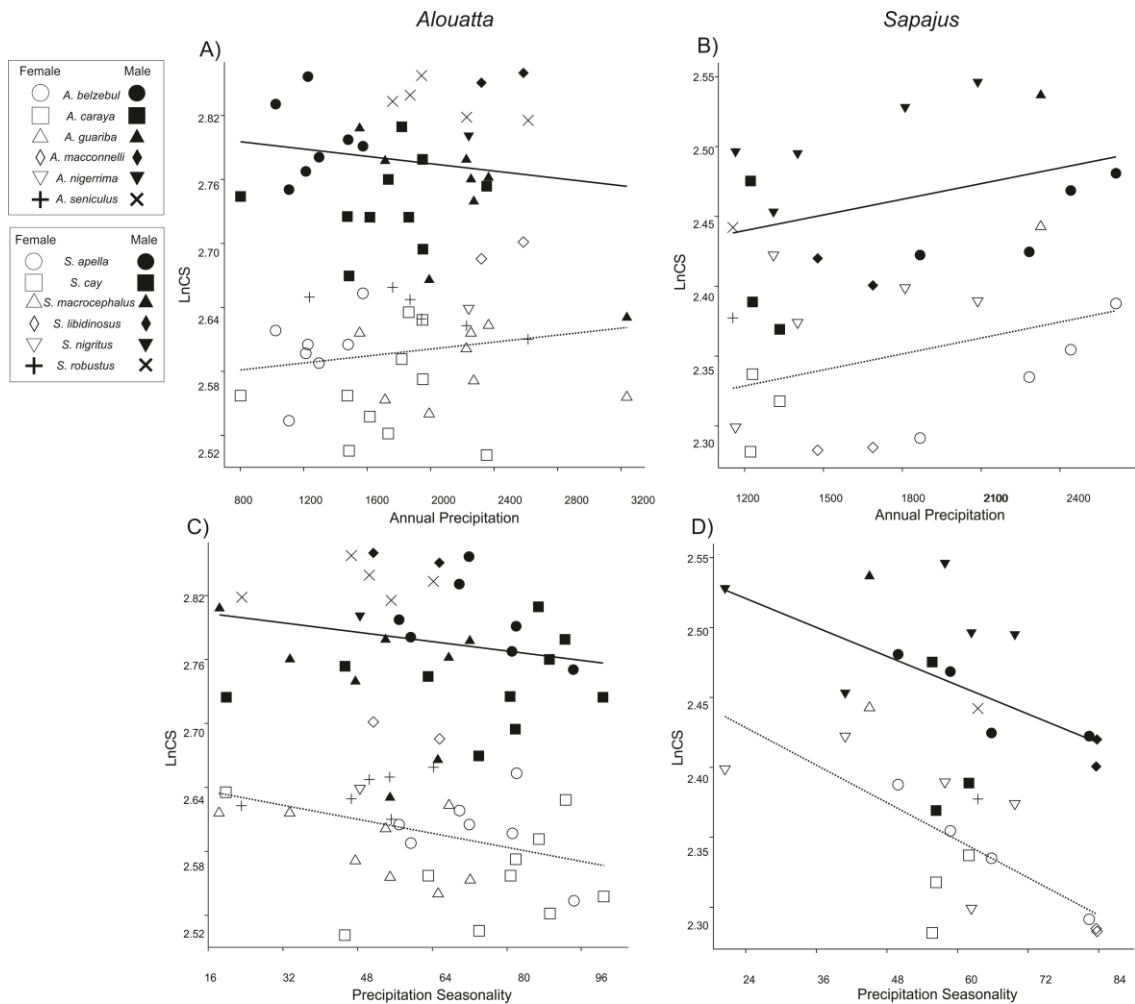 Alouatta
Sapajus
Female Male
A. belzebul
A. caraya
A. guariba
A. macconnelli
A. nigerrima
A. seniculus
Female Male
S. apella
S. cay
S. macrocephalus
S. libidinosus
S. nigritus
S. robustus
A)
LnCS
2.82
2.76
2.70
2.64
2.58
2.52
800 1200 1600 2000 2400 2800 3200
Annual Precipitation
B)
LnCS
2.55
2.50
2.45
2.40
2.35
2.30
1200 1500 1800 2100 2400
Annual Precipitation
C)
LnCS
2.82
2.76
2.70
2.64
2.58
2.52
16 32 48 64 80 96
Precipitation Seasonality
D)
LnCS
2.55
2.50
2.45
2.40
2.35
2.30
24 36 48 60 72 84
Precipitation Seasonality